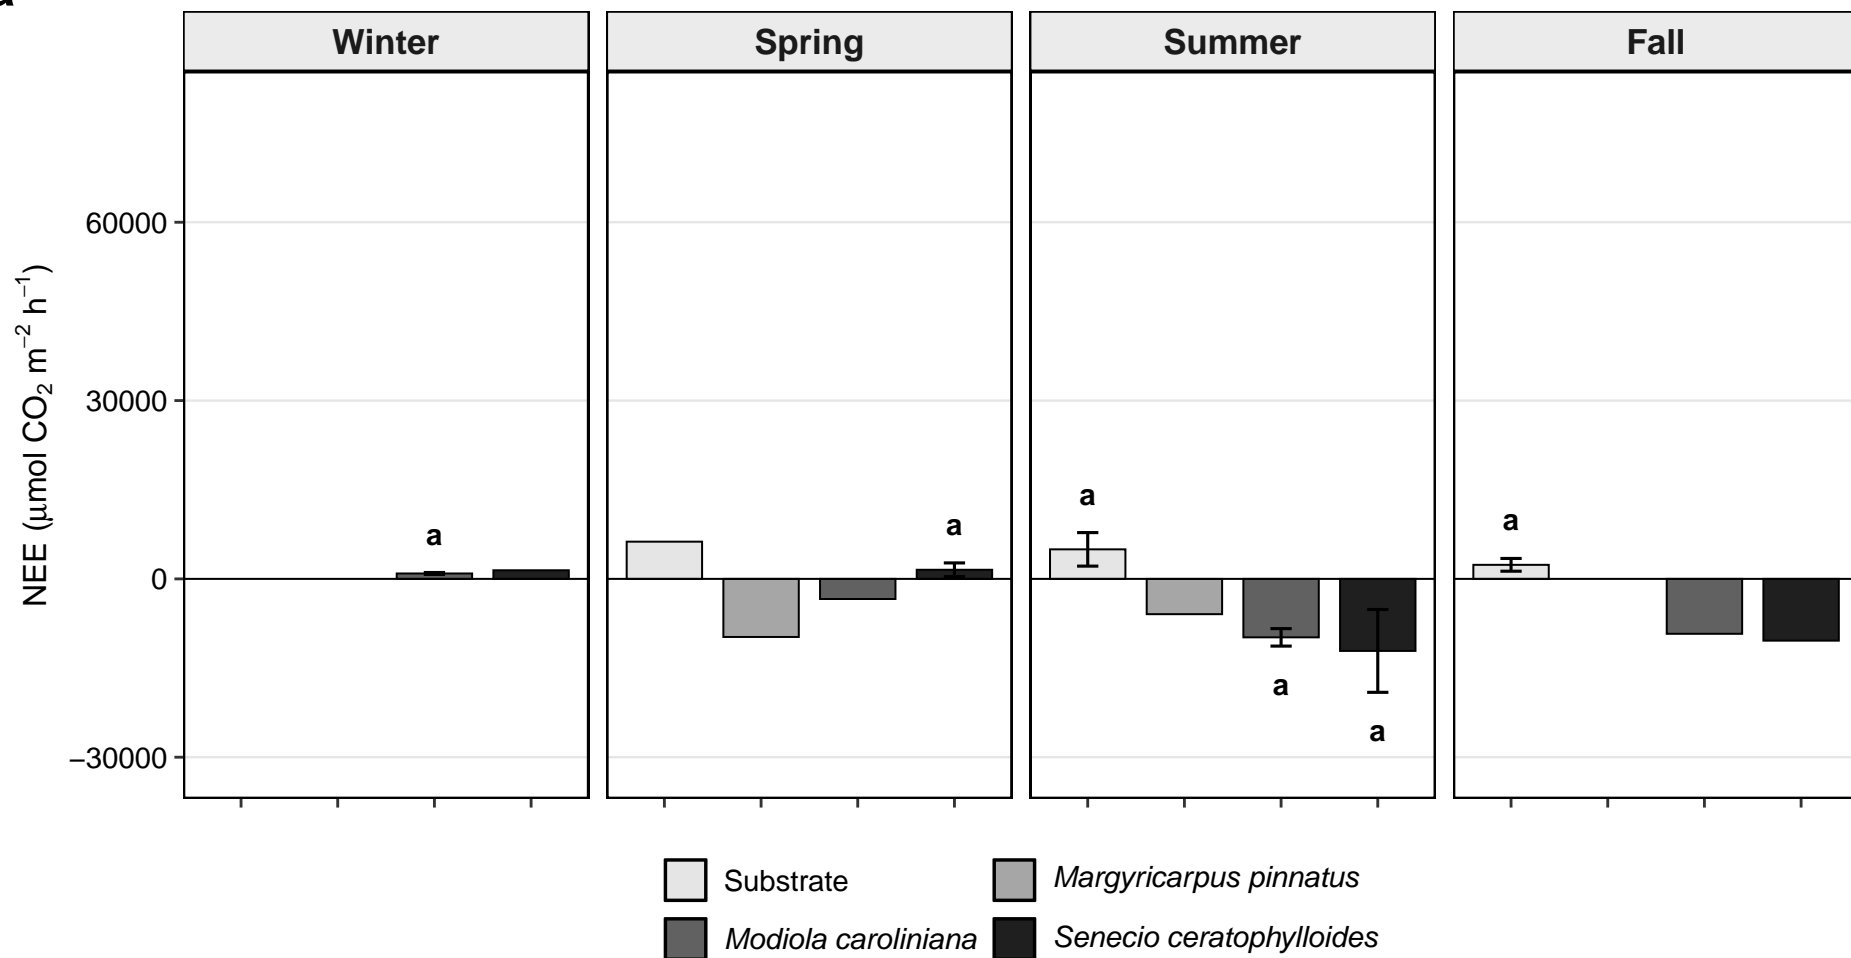 Winter Spring Summer Fall
60000
30000
0
−30000
NEE (μmol CO₂ m⁻² h⁻¹)
a
a
a
a
a
a
Substrate
Margyricarpus pinnatus
Modiola caroliniana
Senecio ceratophylloides